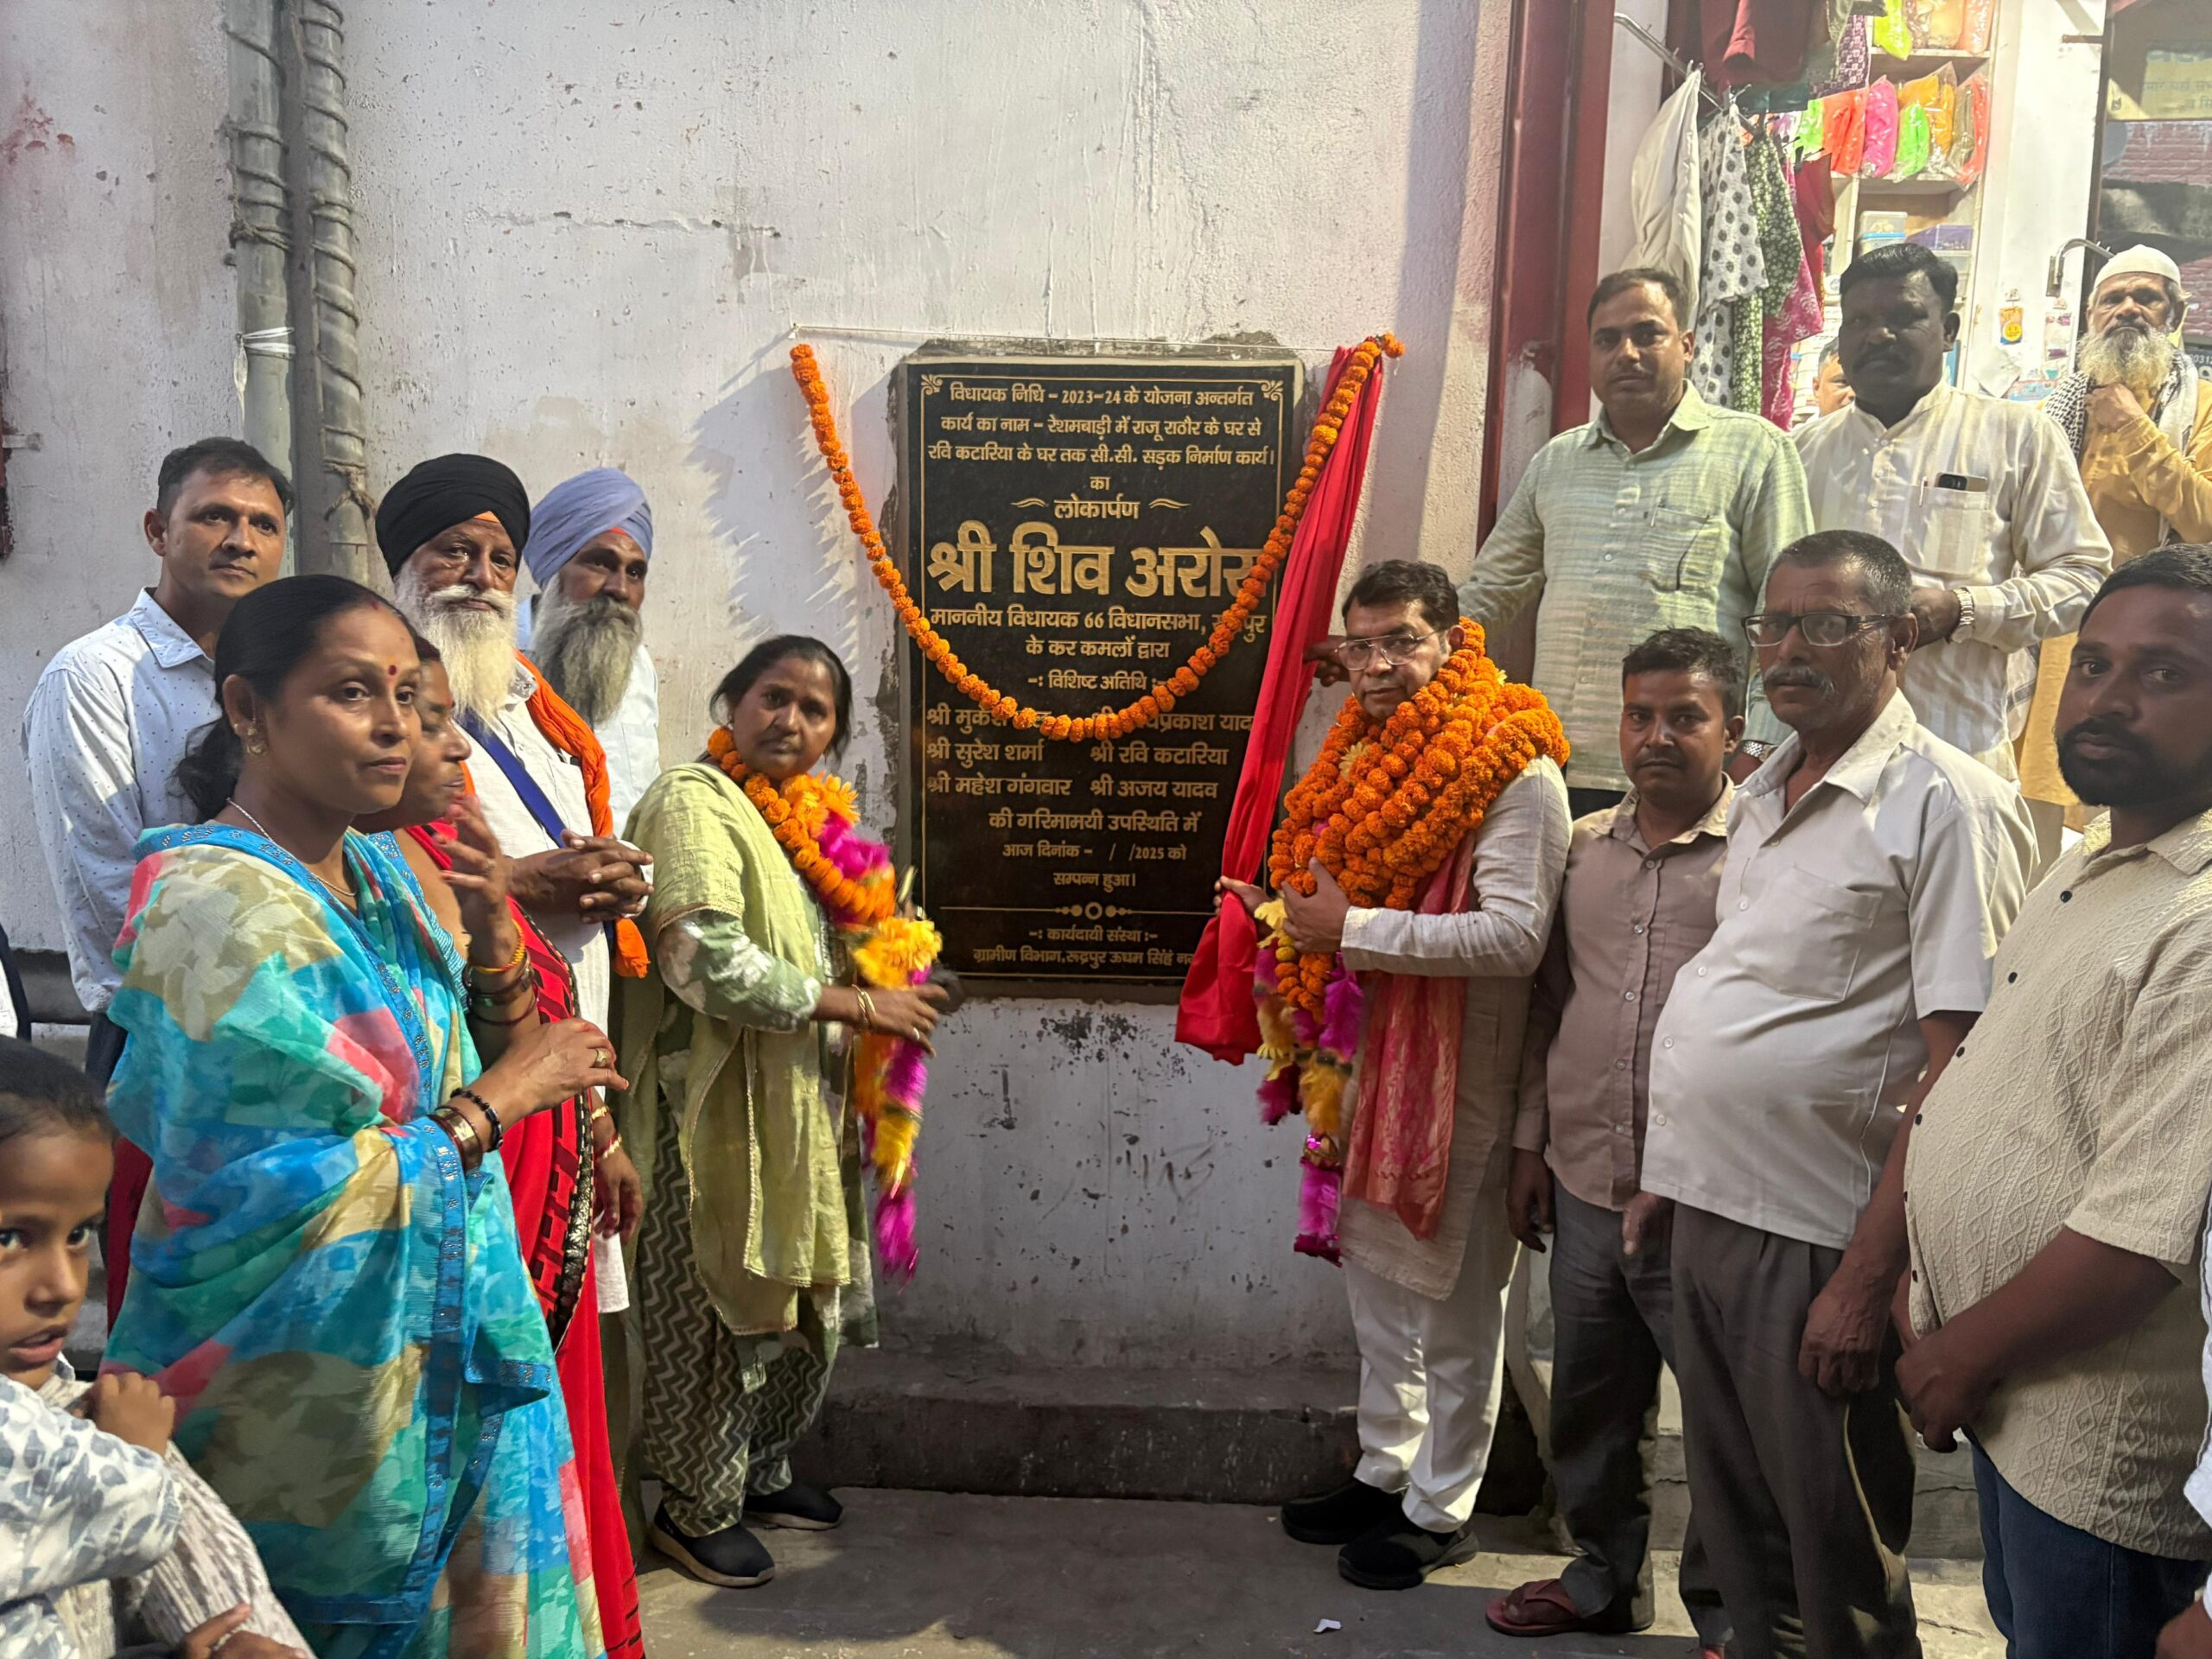 विधायक निधि - 2023-24 के योजना अन्तर्गत
कार्य का नाम - रेशमबाड़ी में राजू राठौर के घर से
रवि कटारिया के घर तक सी.सी. सड़क निर्माण कार्य।
का
लोकार्पण
श्री शिव
माननीय विधायक 66 विधानसभा,
के कर कमलों द्वारा
-: विशिष्ट अतिथि :-
श्री
श्री सुरेश शर्मा श्री रवि कटारिया
श्री महेश गंगवार श्री अजय यादव
की गरिमामयी उपस्थिति में
आज दिनांक - / /2025 को
सम्पन्न हुआ।
-: कार्यदायी संस्था :-
ग्रामीण विभाग, रूद्रपुर ऊधम सिंह